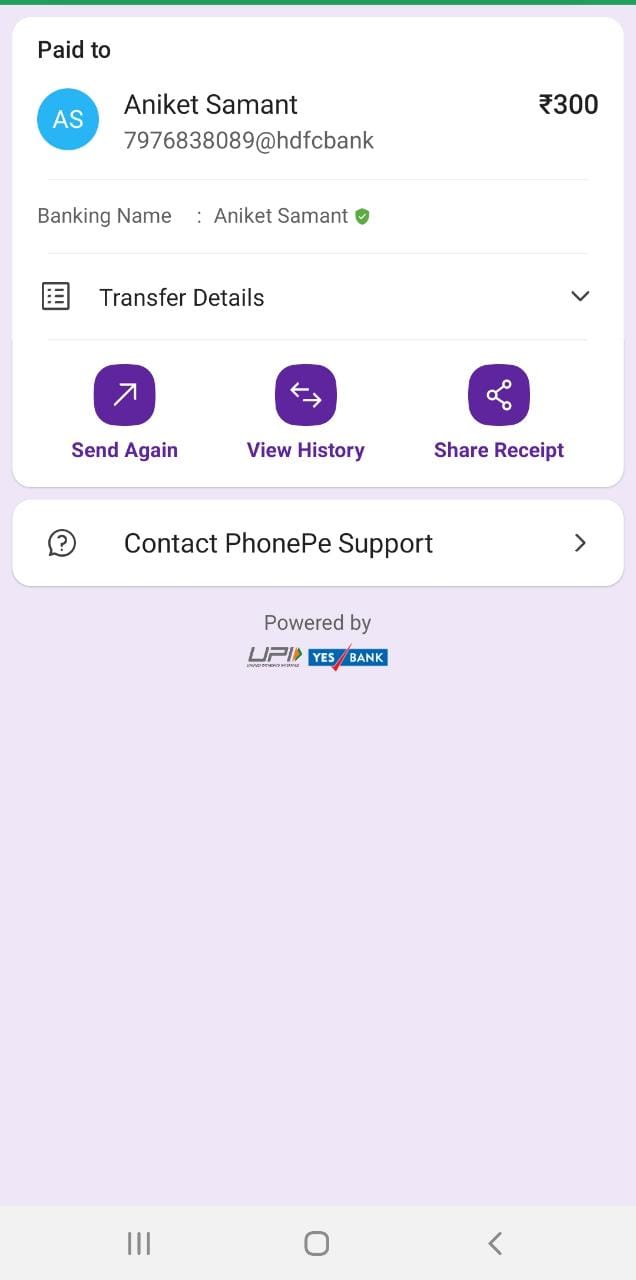 Paid to
AS
Aniket Samant
₹300
7976838089@hdfcbank
Banking Name : Aniket Samant
Transfer Details
Send Again
View History
Share Receipt
Contact PhonePe Support
Powered by
UPI YES BANK